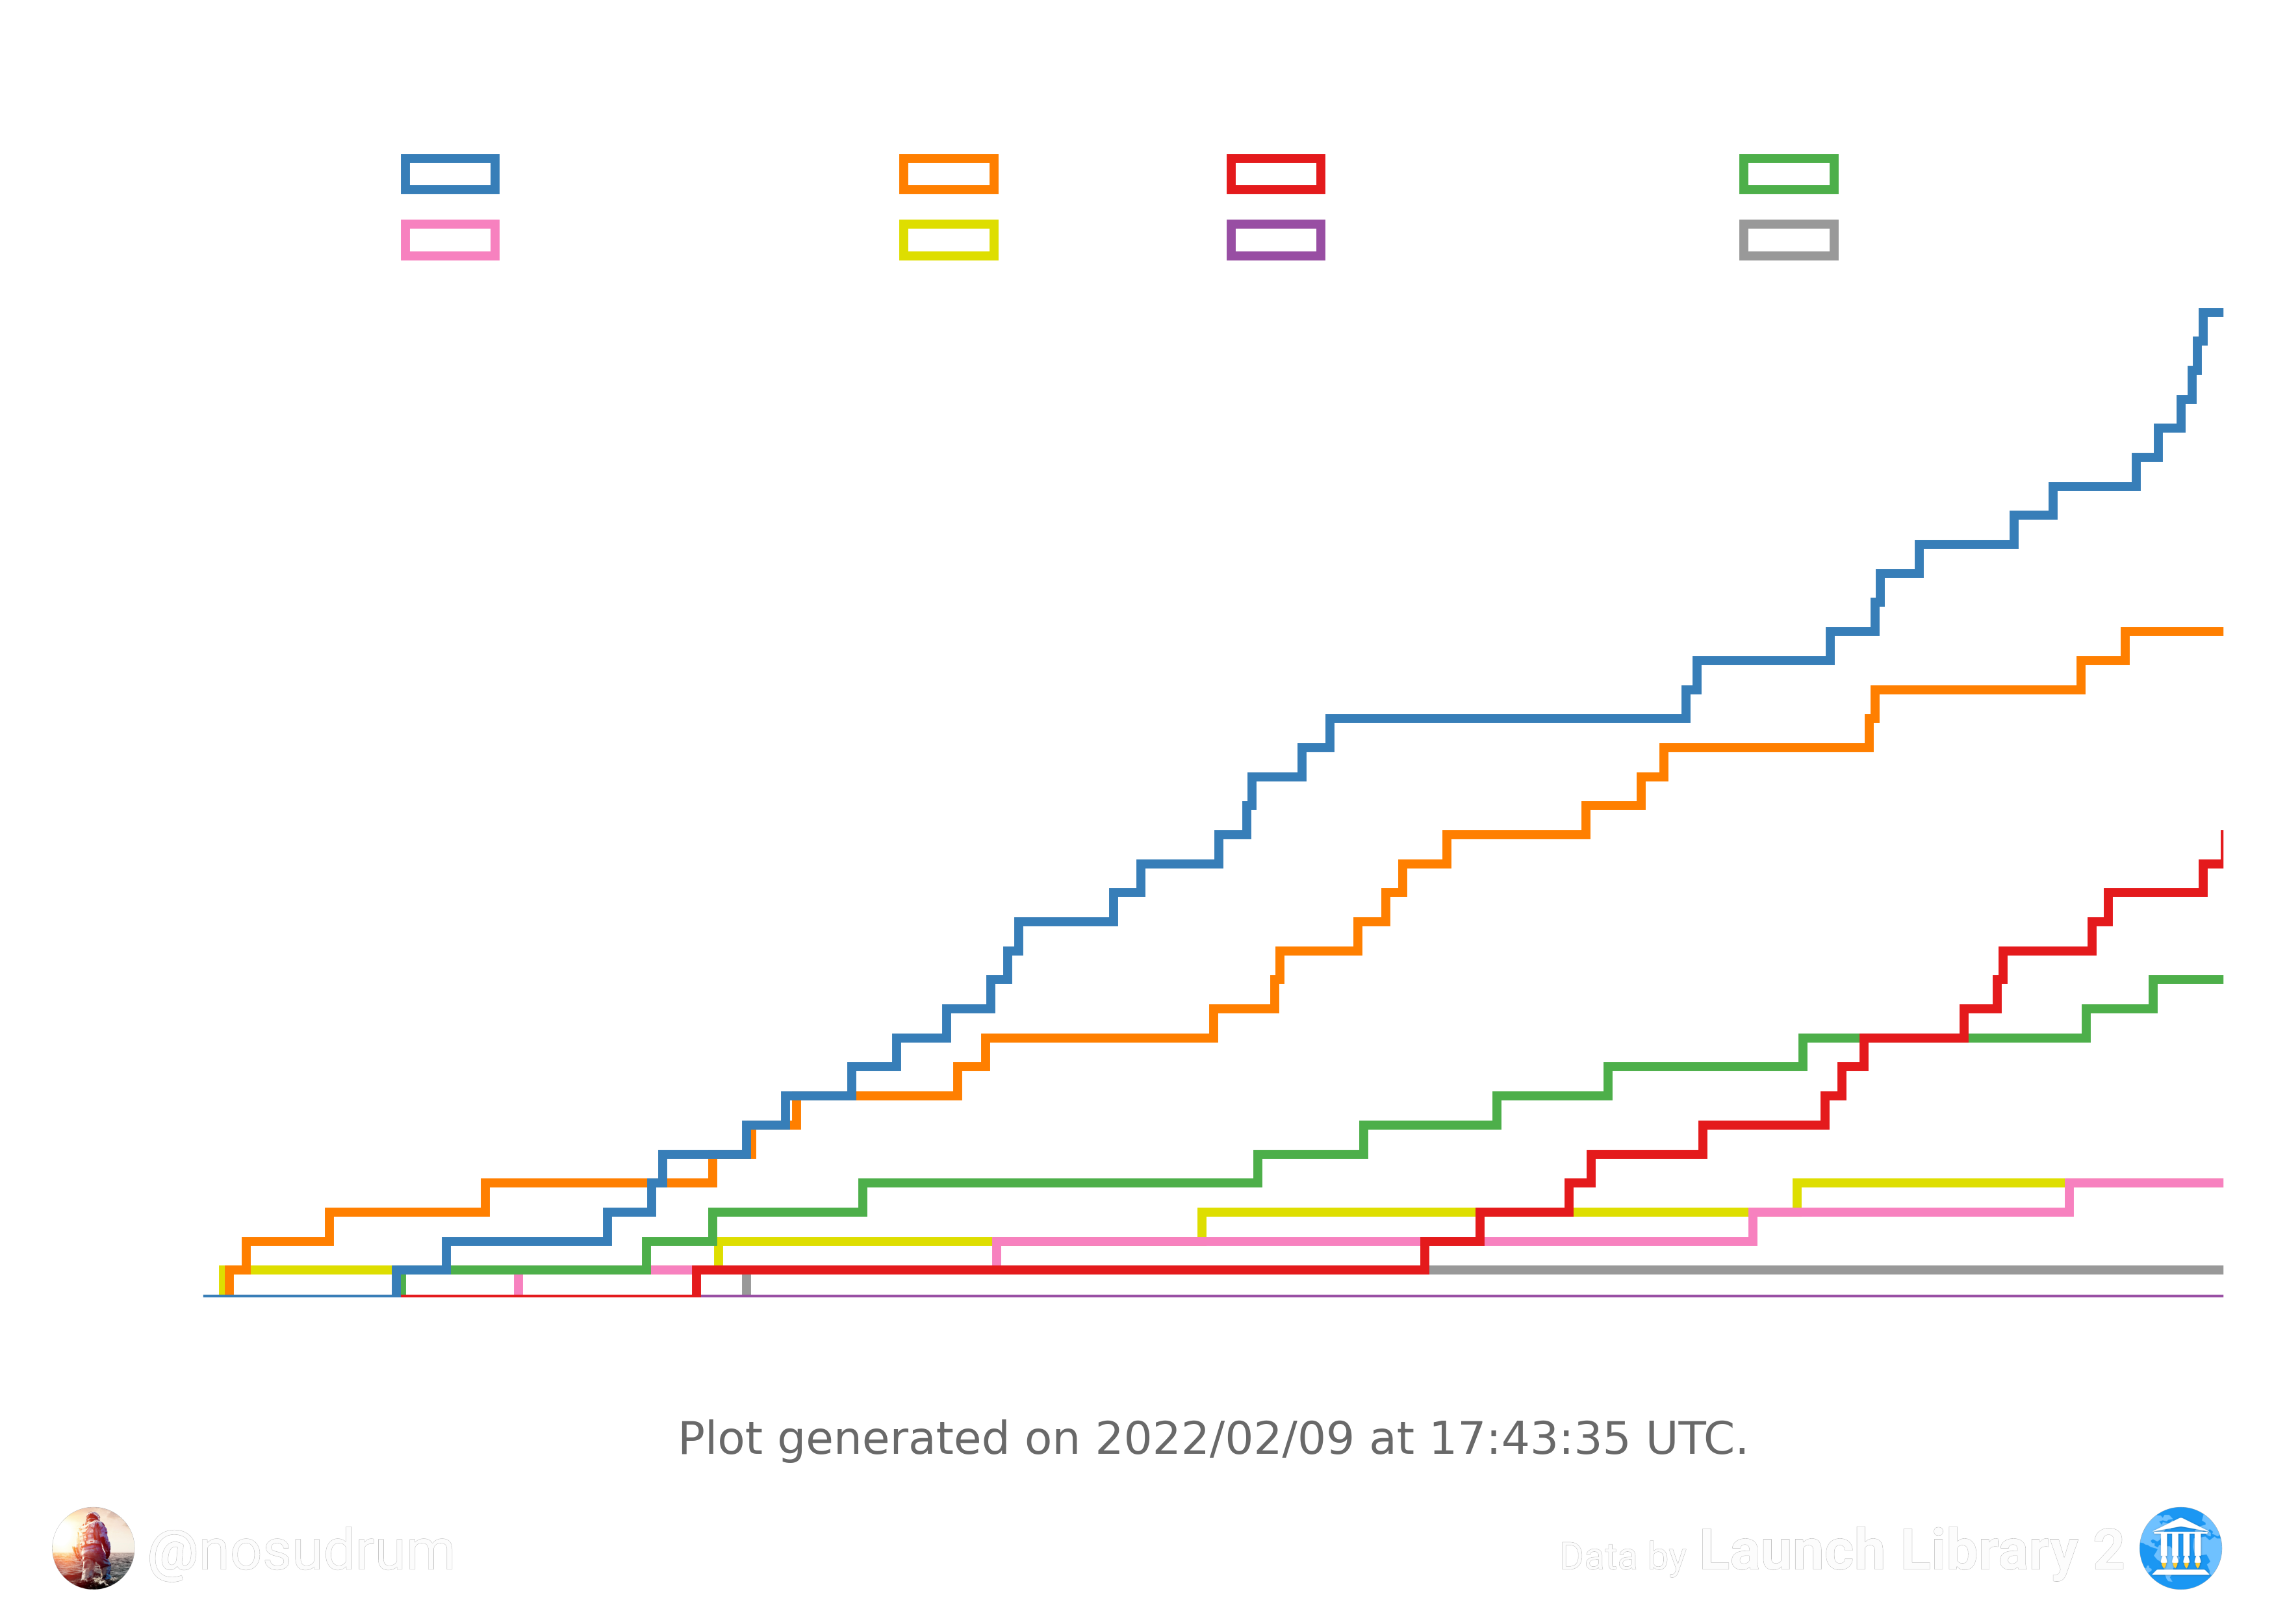 Plot generated on 2022/02/09 at 17:43:35 UTC.
@nosudrum
Data by Launch Library 2